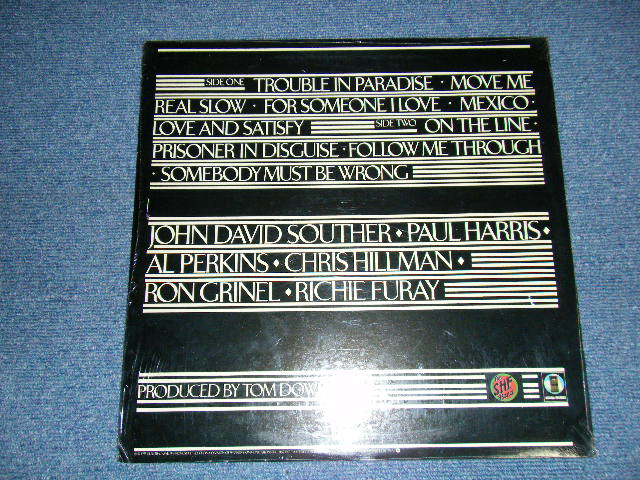 SIDE ONE TROUBLE IN PARADISE · MOVE ME
REAL SLOW · FOR SOMEONE I LOVE · MEXICO ·
LOVE AND SATISFY SIDE TWO ON THE LINE ·
PRISONER IN DISGUISE · FOLLOW ME THROUGH
· SOMEBODY MUST BE WRONG
JOHN DAVID SOUTHER ♦ PAUL HARRIS ♦
AL PERKINS ♦ CHRIS HILLMAN ♦
RON GRINEL ♦ RICHIE FURAY
PRODUCED BY TOM
SHF